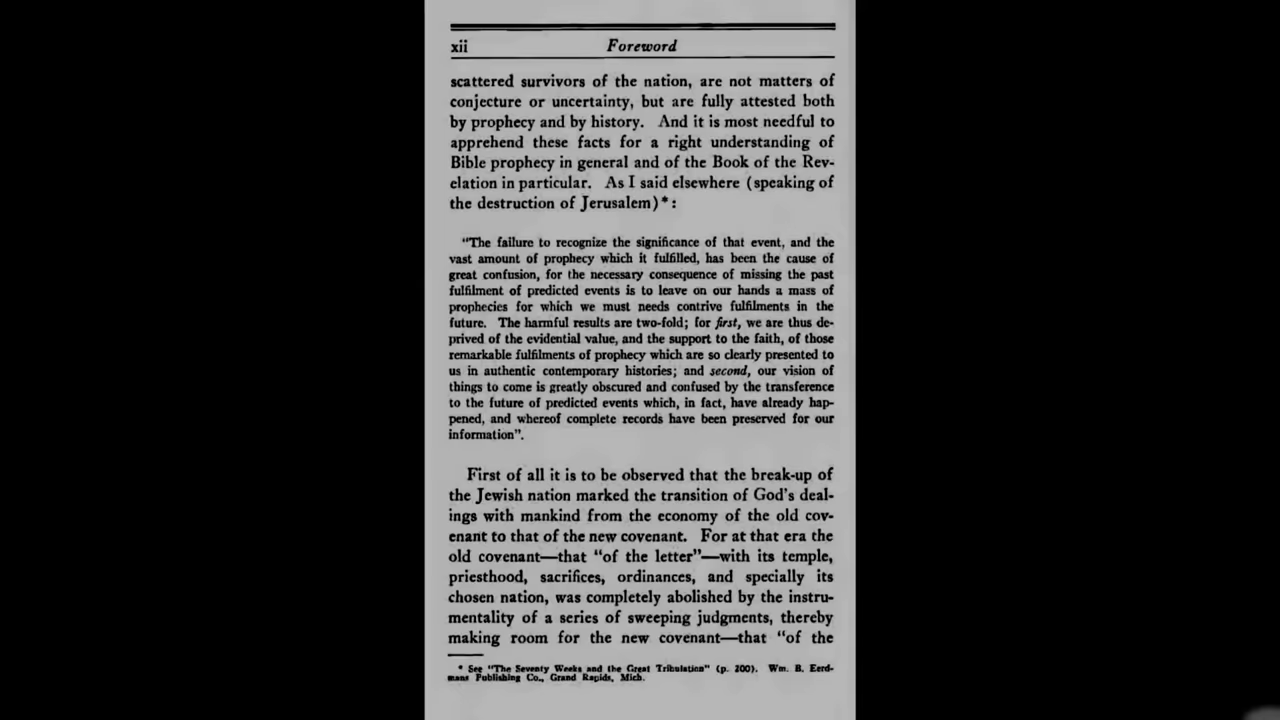 xii Foreword
scattered survivors of the nation, are not matters of
conjecture or uncertainty, but are fully attested both
by prophecy and by history. And it is most needful to
apprehend these facts for a right understanding of
Bible prophecy in general and of the Book of the Rev-
elation in particular. As I said elsewhere (speaking of
the destruction of Jerusalem)*:
"The failure to recognize the significance of that event, and the
vast amount of prophecy which it fulfilled, has been the cause of
great confusion, for the necessary consequence of missing the past
fulfilment of predicted events is to leave on our hands a mass of
prophecies for which we must needs contrive fulfilments in the
future. The harmful results are two-fold; for first, we are thus de-
prived of the evidential value, and the support to the faith, of those
remarkable fulfilments of prophecy which are so clearly presented to
us in authentic contemporary histories; and second, our vision of
things to come is greatly obscured and confused by the transference
to the future of predicted events which, in fact, have already hap-
pened, and whereof complete records have been preserved for our
information".
First of all it is to be observed that the break-up of
the Jewish nation marked the transition of God's deal-
ings with mankind from the economy of the old cov-
enant to that of the new covenant. For at that era the
old covenant—that "of the letter"—with its temple,
priesthood, sacrifices, ordinances, and specially its
chosen nation, was completely abolished by the instru-
mentality of a series of sweeping judgments, thereby
making room for the new covenant—that "of the
* See "The Seventy Weeks and the Great Tribulation" (p. 200). Wm. B. Eerd-
mans Publishing Co., Grand Rapids, Mich.